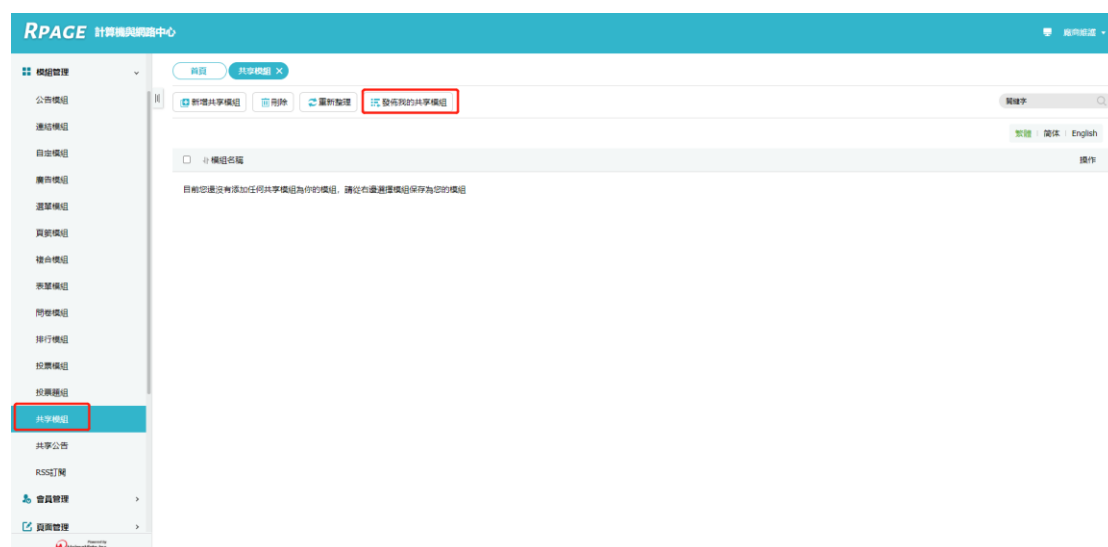 RPAGE 計算機與網路中心
模組管理
首頁 共享模組 ×
公告模組
新增共享模組 刪除 重新整理 發佈我的共享模組 關鍵字
連結模組
繁體 | 简体 | English
自定模組
模組名稱 操作
廣告模組
目前您還沒有添加任何共享模組為你的模組，請從右邊選擇模組保存為您的模組
選單模組
頁籤模組
複合模組
表單模組
問卷模組
排行模組
投票模組
投票題組
共享模組
共享公告
RSS訂閱
會員管理
頁面管理
Powered by